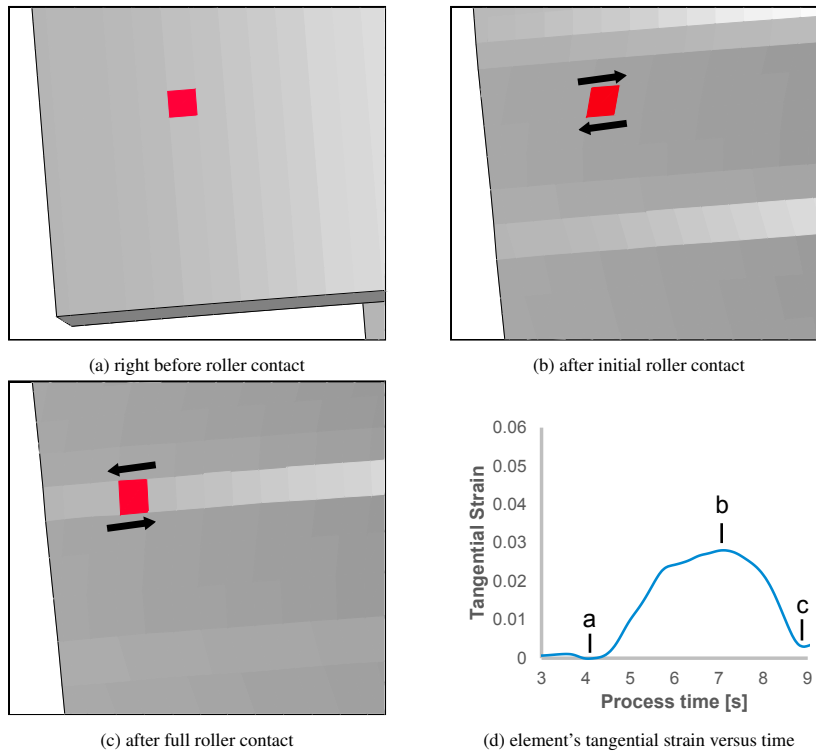 (a) right before roller contact
(b) after initial roller contact
(c) after full roller contact
Tangential Strain
0.06
0.05
0.04
0.03
0.02
0.01
0
a
b
c
3 4 5 6 7 8 9
Process time [s]
(d) element's tangential strain versus time